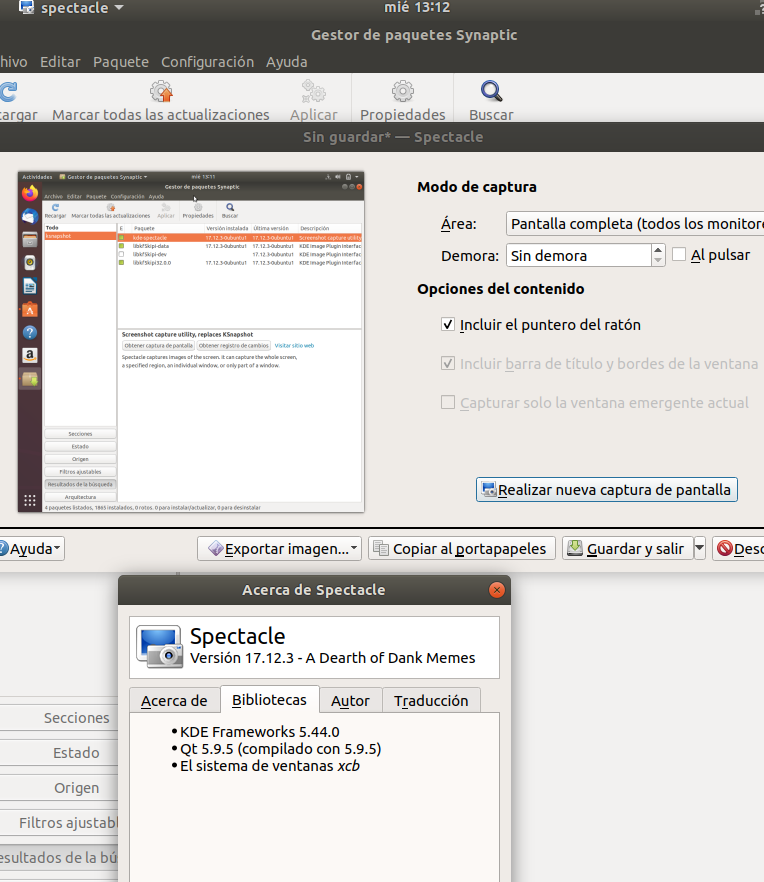 spectacle
mié 13:12
Gestor de paquetes Synaptic
hivo Editar Paquete Configuración Ayuda
cargar Marcar todas las actualizaciones Aplicar Propiedades Buscar
Sin guardar* — Spectacle
Actividades Gestor de paquetes Synaptic mié 13:11
Gestor de paquetes Synaptic
Archivo Editar Paquete Configuración Ayuda
Recargar Marcar todas las actualizaciones Aplicar Propiedades Buscar
Todo
Ksnapshot
E Paquete Versión instalada Última versión Descripción
kde-spectacle 17.12.3-0ubuntu1 17.12.3-0ubuntu1 Screenshot capture utility
libkf5kipi-data 17.12.3-0ubuntu1 17.12.3-0ubuntu1 KDE Image Plugin Interfac
libkf5kipi-dev 17.12.3-0ubuntu1 KDE Image Plugin Interfac
libkf5kipi32.0.0 17.12.3-0ubuntu1 17.12.3-0ubuntu1 KDE Image Plugin Interfac
Screenshot capture utility, replaces KSnapshot
Obtener captura de pantalla Obtener registro de cambios Visitar sitio web
Spectacle captures images of the screen. It can capture the whole screen,
a specified region, an individual window, or only part of a window.
Secciones
Estado
Origen
Filtros ajustables
Resultados de la búsqueda
Arquitectura
4 paquetes listados, 1865 instalados, 0 rotos. 0 para instalar/actualizar, 0 para desinstalar
Modo de captura
Área: Pantalla completa (todos los monitore
Demora: Sin demora Al pulsar
Opciones del contenido
Incluir el puntero del ratón
Incluir barra de título y bordes de la ventana
Capturar solo la ventana emergente actual
Realizar nueva captura de pantalla
Ayuda Exportar imagen... Copiar al portapapeles Guardar y salir Desc
Acerca de Spectacle
Spectacle
Versión 17.12.3 - A Dearth of Dank Memes
Acerca de Bibliotecas Autor Traducción
• KDE Frameworks 5.44.0
• Qt 5.9.5 (compilado con 5.9.5)
• El sistema de ventanas xcb
Secciones
Estado
Origen
Filtros ajustabl
esultados de la bú